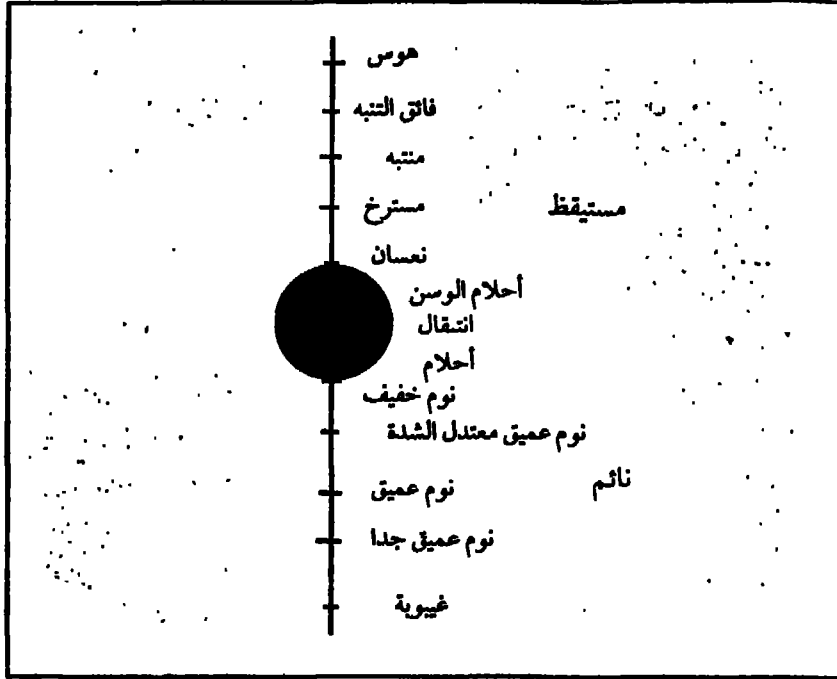 هوس
فائق التنبه
منتبه
مسترخ
مستيقظ
نعسان
أحلام الوسن
انتقال
أحلام
نوم خفيف
نوم عميق معتدل الشدة
نائم
نوم عميق
نوم عميق جدا
غيبوبة